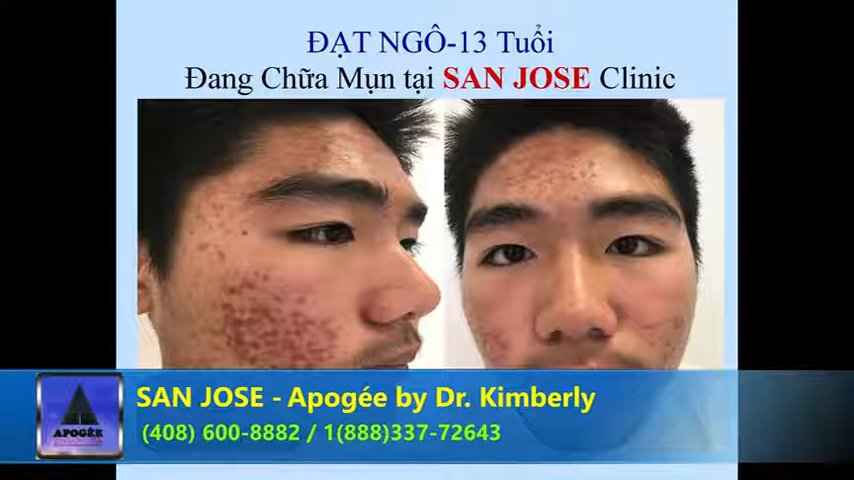 ĐẠT NGÔ-13 Tuổi
Đang Chữa Mụn tại SAN JOSE Clinic
SAN JOSE - Apogée by Dr. Kimberly
(408) 600-8882 / 1(888)337-72643
APOGÉE